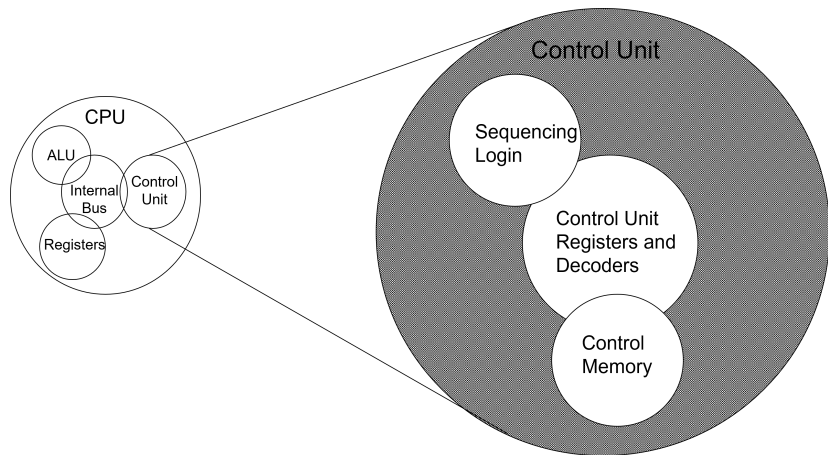 CPU
ALU
Internal
Bus
Control
Unit
Registers
Control Unit
Sequencing
Login
Control Unit
Registers and
Decoders
Control
Memory